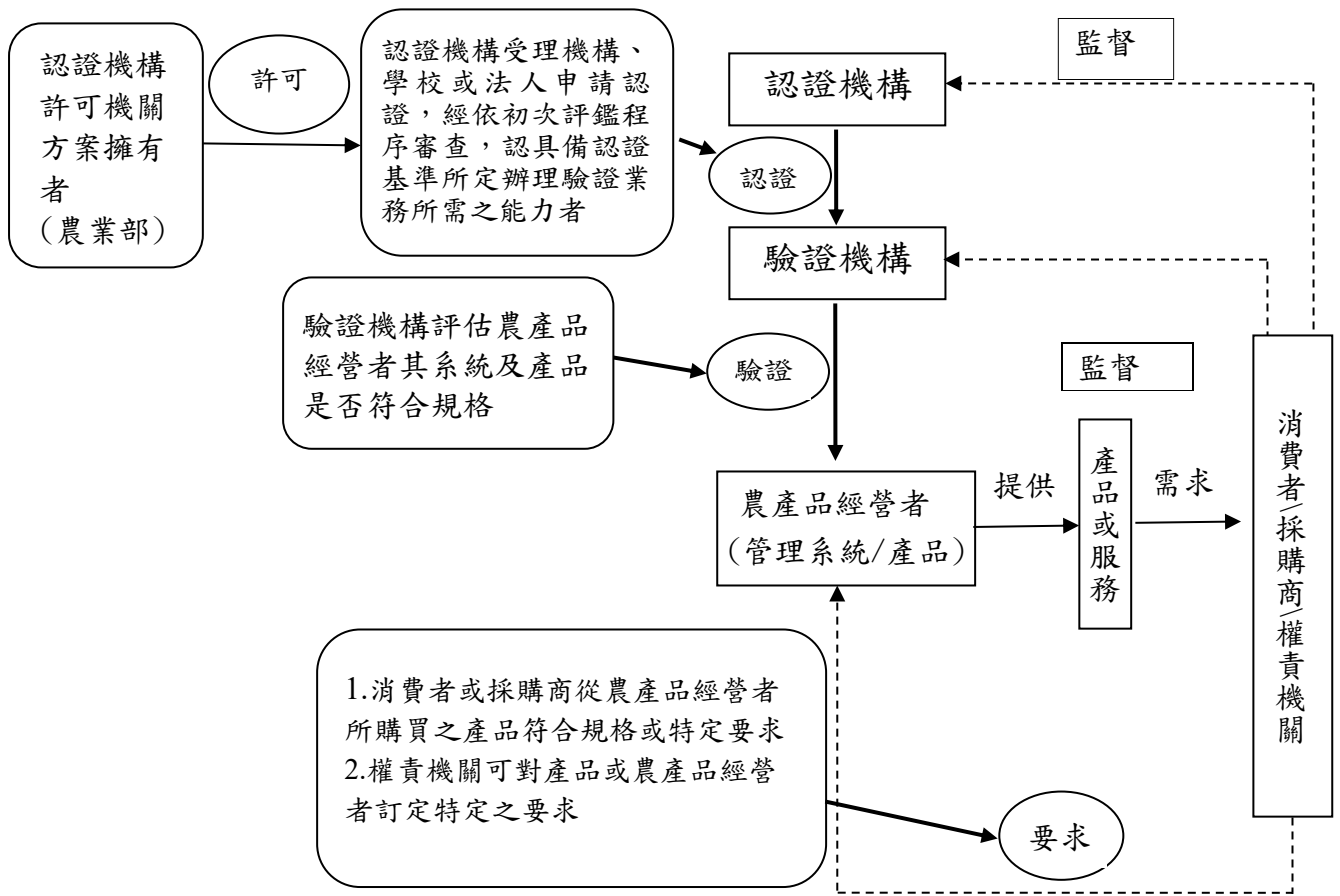 認證機構
許可機關
方案擁有
者
(農業部)
許可
認證機構受理機構、
學校或法人申請認
證，經依初次評鑑程
序審查，認具備認證
基準所定辦理驗證業
務所需之能力者
認證機構
監督
認證
驗證機構
驗證機構評估農產品
經營者其系統及產品
是否符合規格
驗證
監督
農產品經營者
(管理系統/產品)
提供
產品或服務
需求
消費者/採購商/權責機關
1.消費者或採購商從農產品經營者
所購買之產品符合規格或特定要求
2.權責機關可對產品或農產品經營
者訂定特定之要求
要求